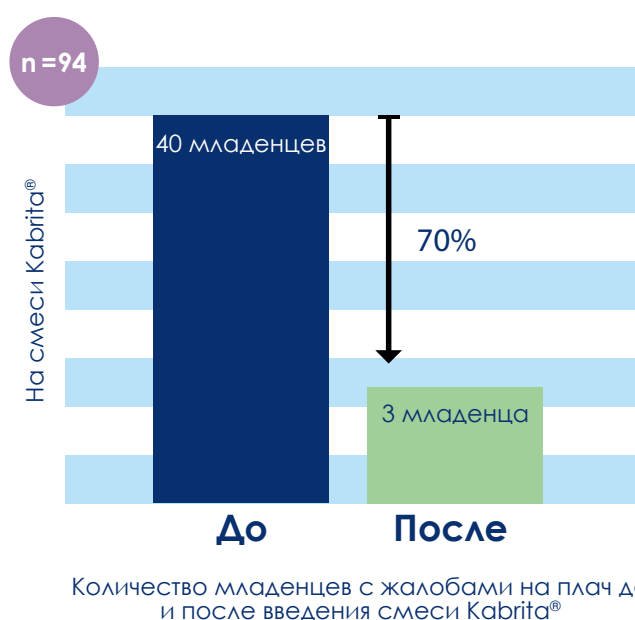 n=94
На смеси Kabrita®
40 младенцев
70%
3 младенца
До
После
Количество младенцев с жалобами на плач до
и после введения смеси Kabrita®